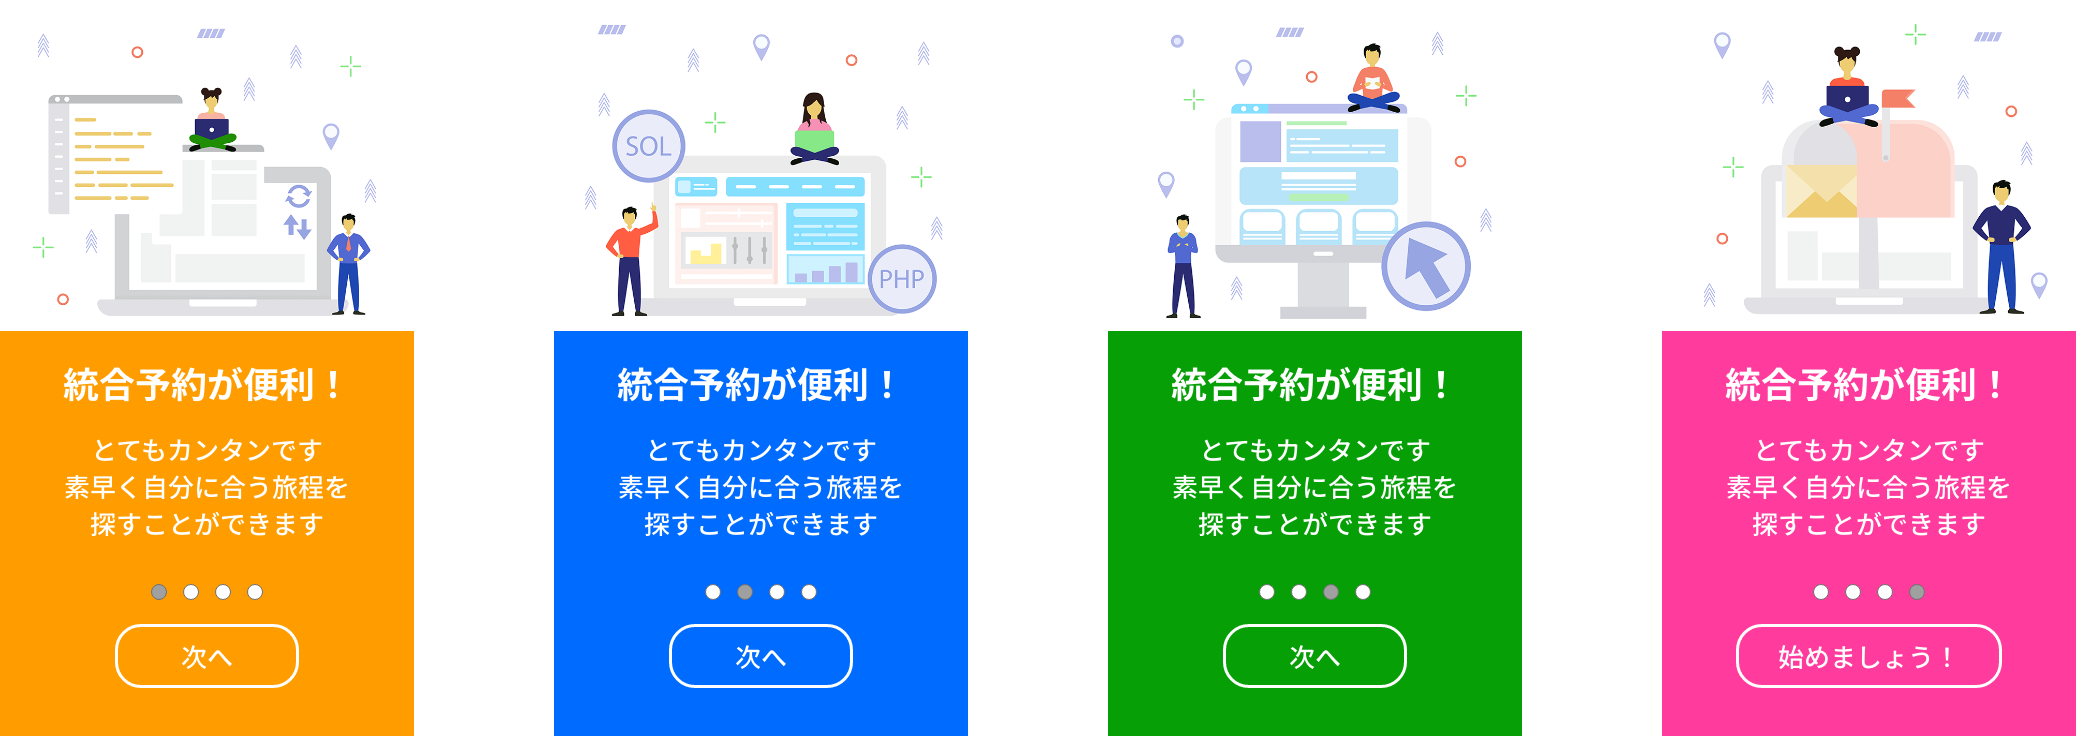 統合予約が便利！
とてもカンタンです
素早く自分に合う旅程を
探すことができます
次へ
SOL
PHP
統合予約が便利！
とてもカンタンです
素早く自分に合う旅程を
探すことができます
次へ
統合予約が便利！
とてもカンタンです
素早く自分に合う旅程を
探すことができます
次へ
統合予約が便利！
とてもカンタンです
素早く自分に合う旅程を
探すことができます
始めましょう！